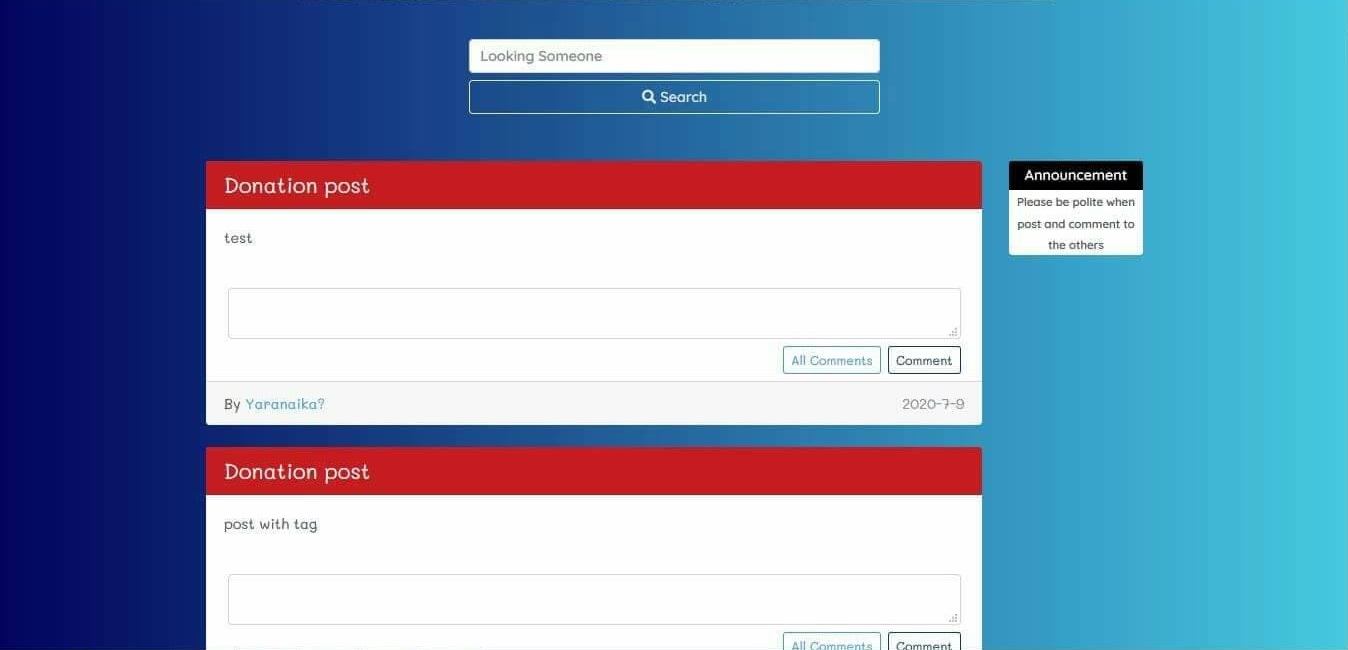 Looking Someone
Search
Donation post
test
All Comments
Comment
By Yaranaika?
2020-7-9
Announcement
Please be polite when
post and comment to
the others
Donation post
post with tag
All Comments
Comment